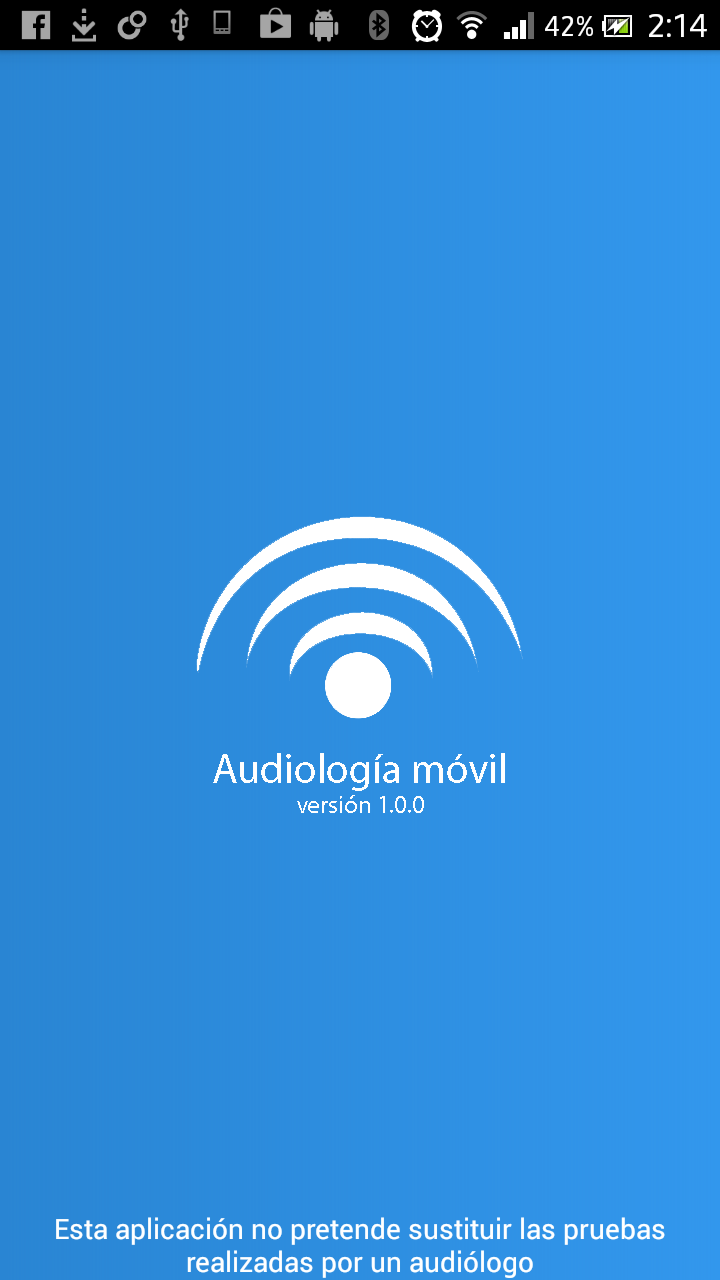 42% 2:14
Audiología móvil
versión 1.0.0
Esta aplicación no pretende sustituir las pruebas
realizadas por un audiólogo